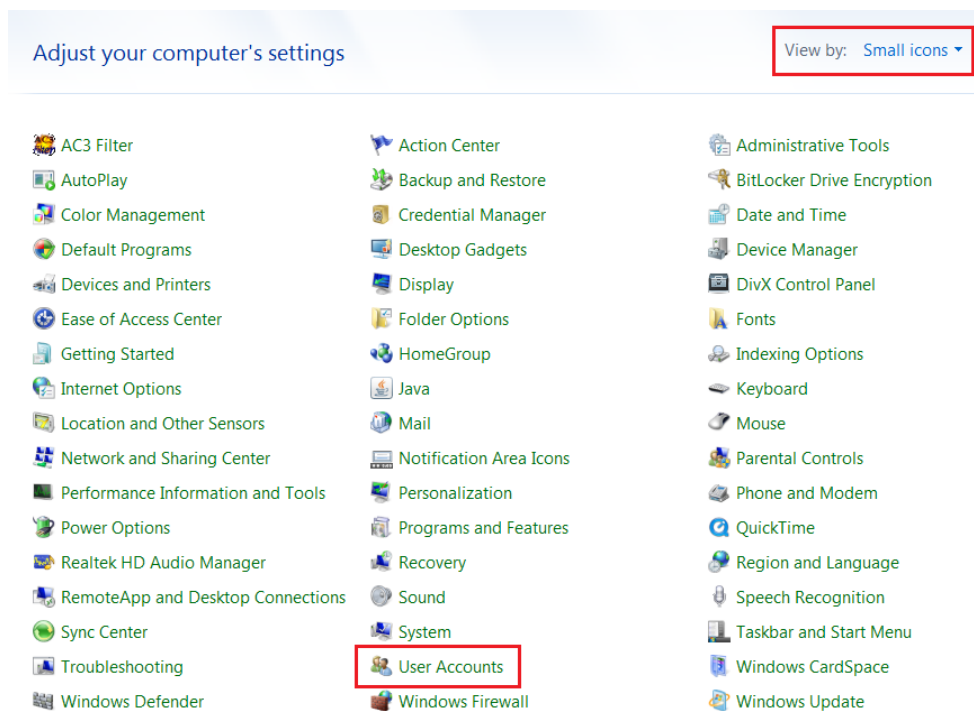 Adjust your computer's settings
View by: Small icons
AC3 Filter
Action Center
Administrative Tools
AutoPlay
Backup and Restore
BitLocker Drive Encryption
Color Management
Credential Manager
Date and Time
Default Programs
Desktop Gadgets
Device Manager
Devices and Printers
Display
DivX Control Panel
Ease of Access Center
Folder Options
Fonts
Getting Started
HomeGroup
Indexing Options
Internet Options
Java
Keyboard
Location and Other Sensors
Mail
Mouse
Network and Sharing Center
Notification Area Icons
Parental Controls
Performance Information and Tools
Personalization
Phone and Modem
Power Options
Programs and Features
QuickTime
Realtek HD Audio Manager
Recovery
Region and Language
RemoteApp and Desktop Connections
Sound
Speech Recognition
Sync Center
System
Taskbar and Start Menu
Troubleshooting
User Accounts
Windows CardSpace
Windows Defender
Windows Firewall
Windows Update